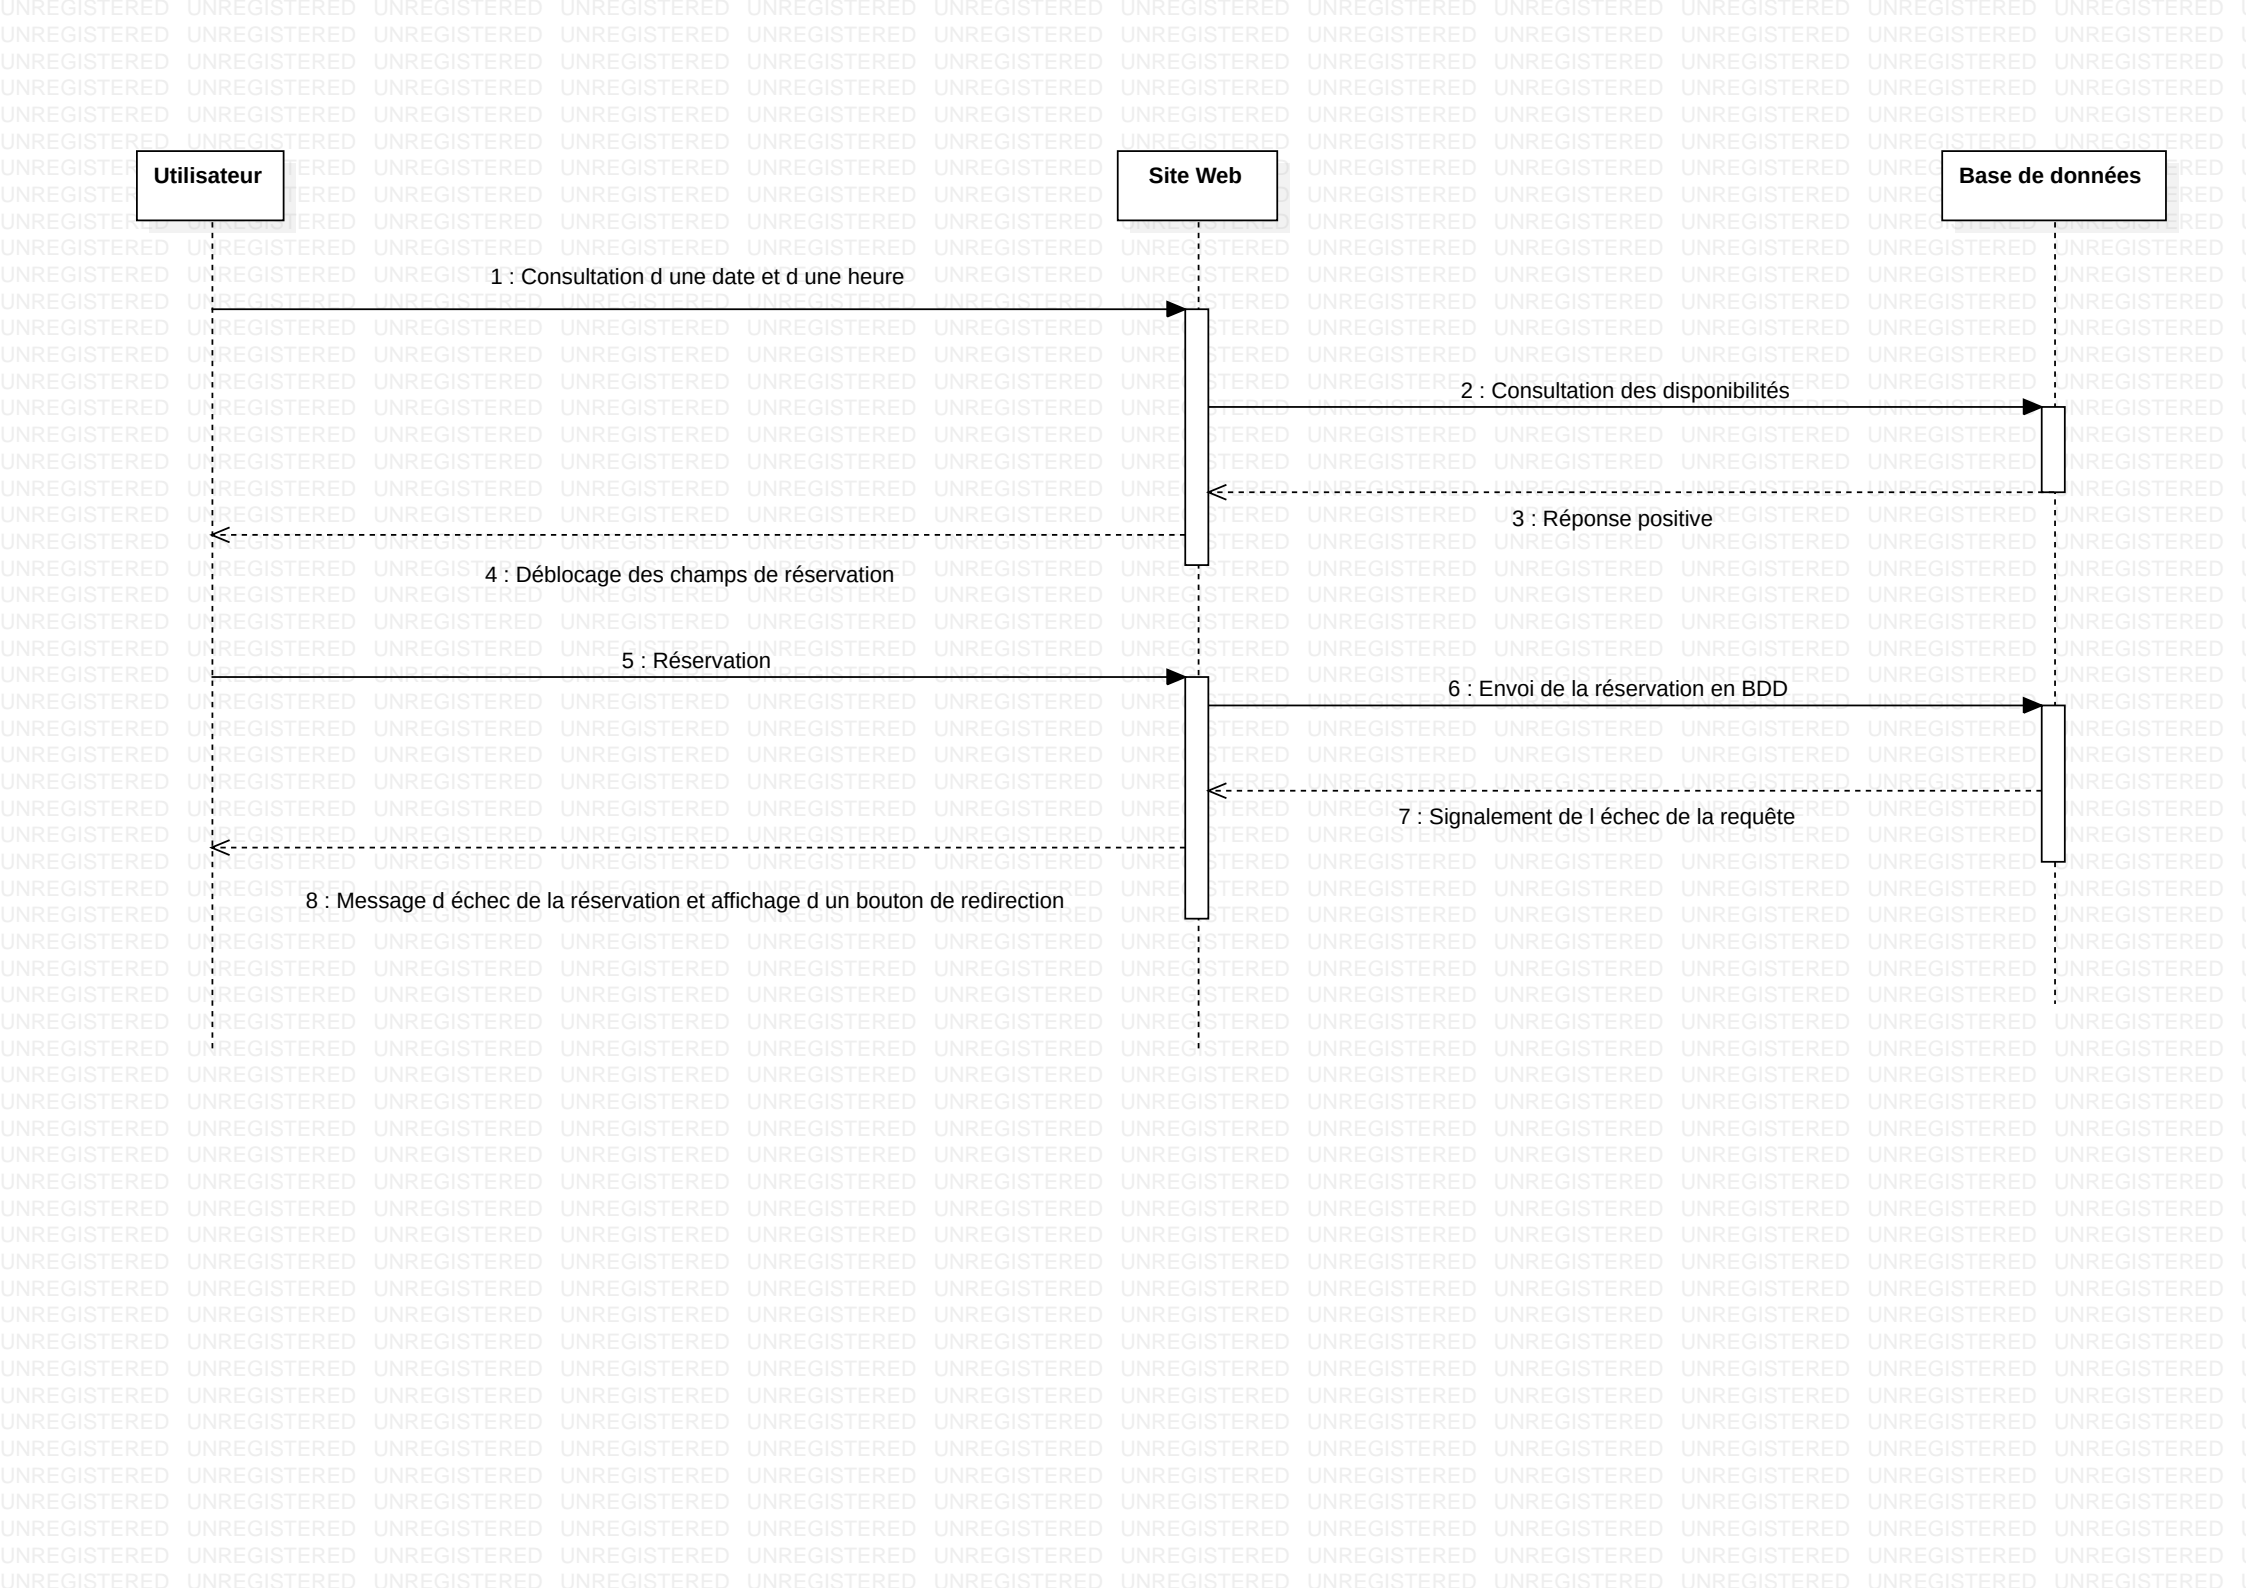 Utilisateur
Site Web
Base de données
1 : Consultation d une date et d une heure
2 : Consultation des disponibilités
3 : Réponse positive
4 : Déblocage des champs de réservation
5 : Réservation
6 : Envoi de la réservation en BDD
7 : Signalement de l échec de la requête
8 : Message d échec de la réservation et affichage d un bouton de redirection
UNREGISTERED